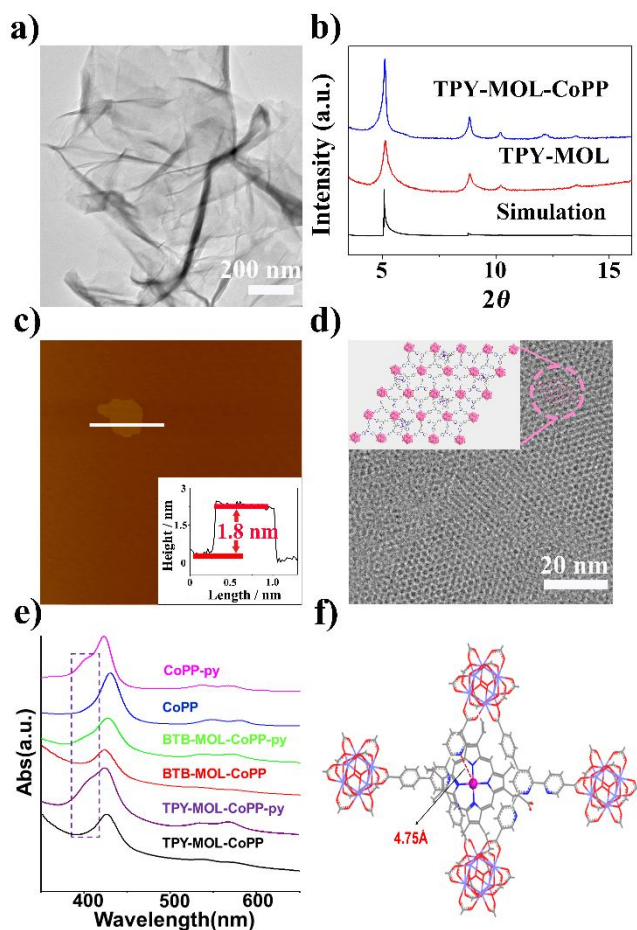 a)
200 nm
b)
Intensity (a.u.)
TPY-MOL-CoPP
TPY-MOL
Simulation
5
10
15
2θ
c)
Height / nm
3
1.5
0
1.8 nm
0.5
1.0
Length / nm
d)
20 nm
e)
Abs(a.u.)
CoPP-py
CoPP
BTB-MOL-CoPP-py
BTB-MOL-CoPP
TPY-MOL-CoPP-py
TPY-MOL-CoPP
400
500
600
Wavelength(nm)
f)
4.75Å